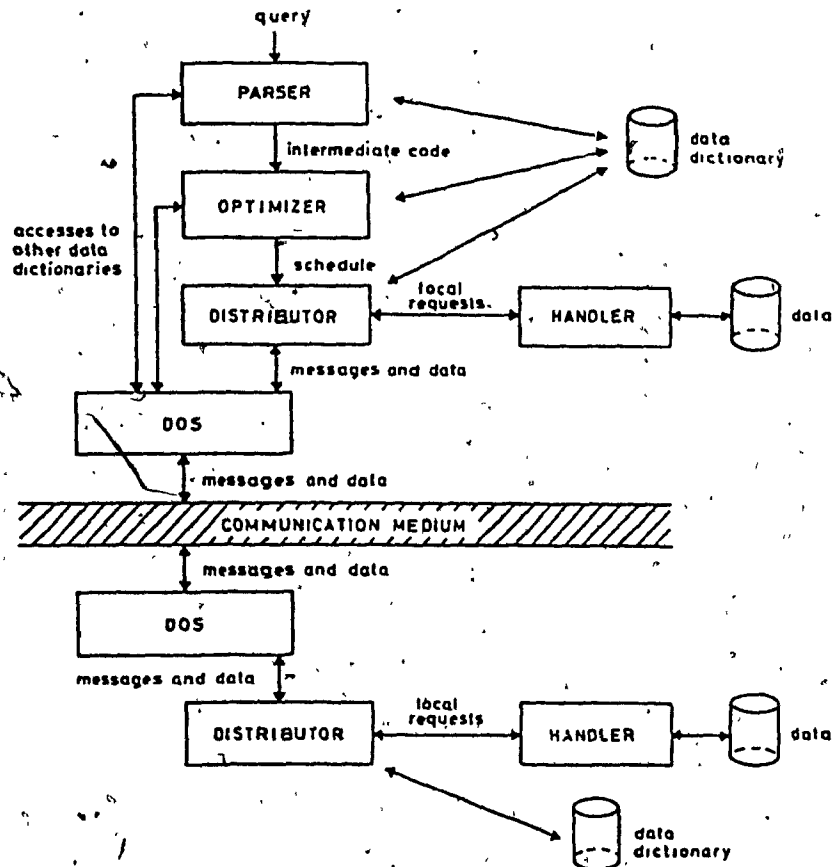 query
PARSER
intermediate code
data
dictionary
OPTIMIZER
accesses to
other data
dictionaries
schedule
DISTRIBUTOR
local
requests
HANDLER
data
messages and data
DOS
messages and data
COMMUNICATION MEDIUM
messages and data
DOS
messages and data
DISTRIBUTOR
local
requests
HANDLER
data
data
dictionary